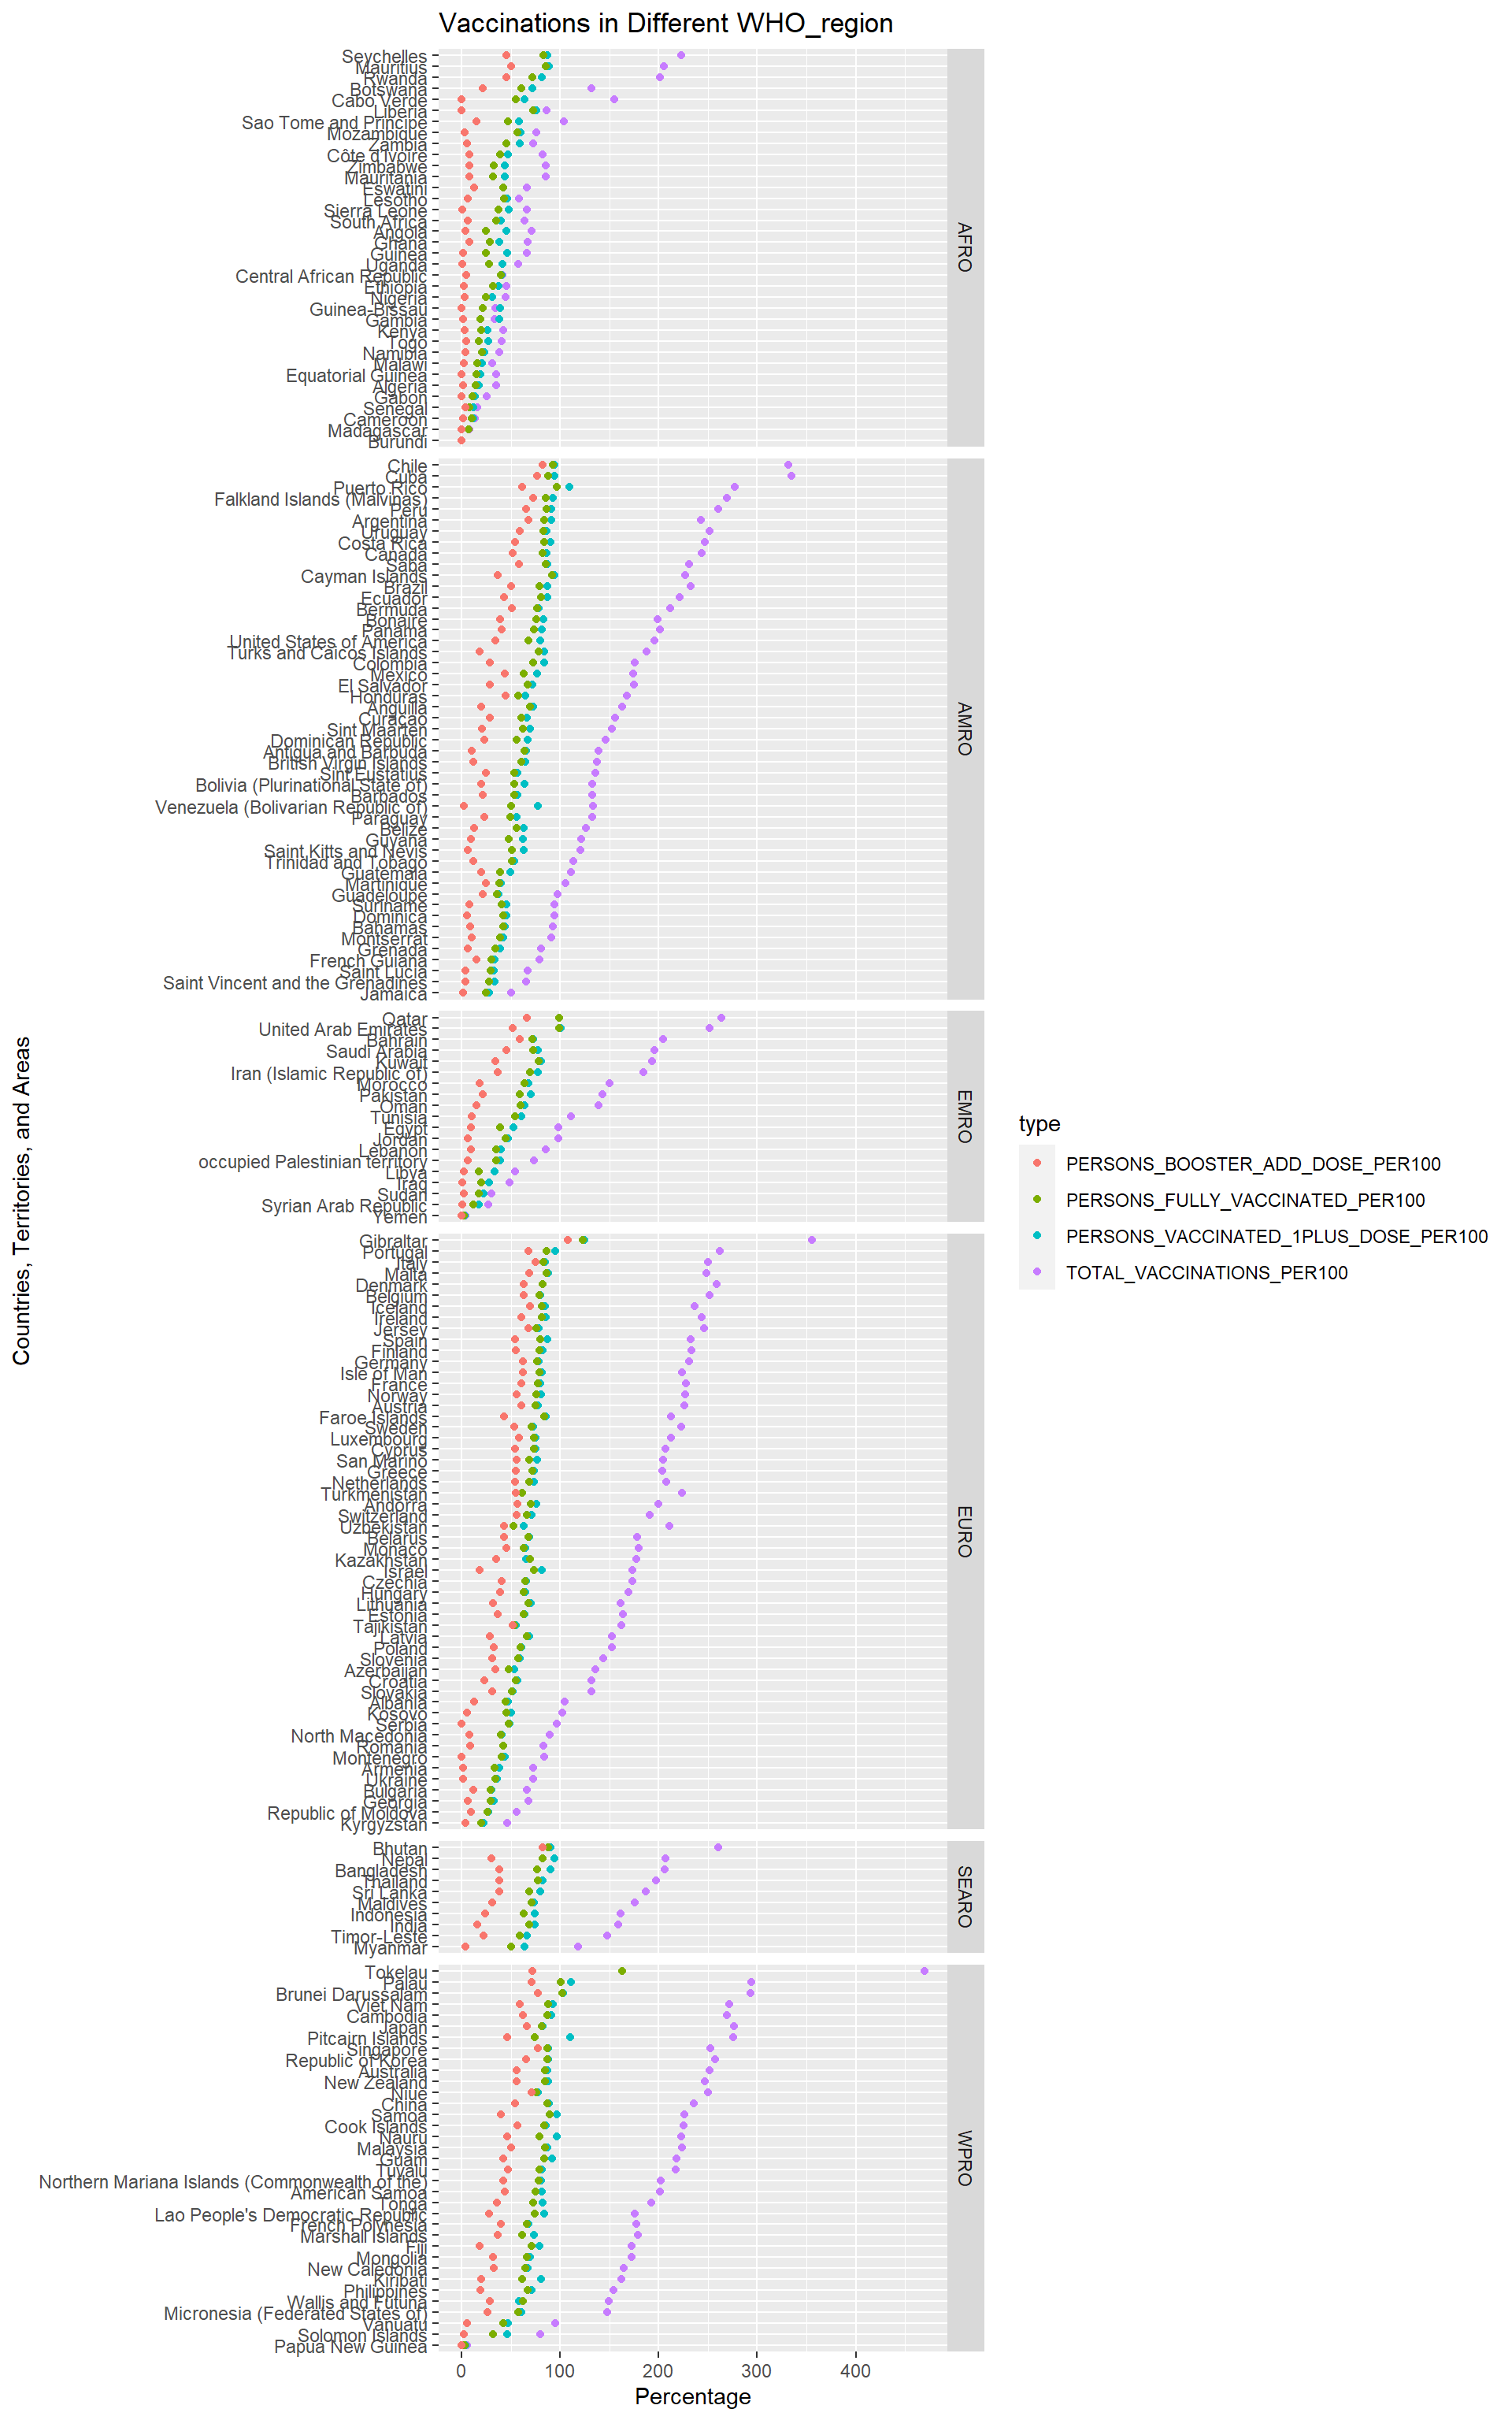 Vaccinations in Different WHO_region
Seychelles
Mauritius
Rwanda
Botswana
Cabo Verde
Liberia
Sao Tome and Principe
Mozambique
Zambia
Côte d'Ivoire
Zimbabwe
Mauritania
Eswatini
Lesotho
Sierra Leone
South Africa
Angola
Ghana
Guinea
Uganda
Central African Republic
Ethiopia
Nigeria
Guinea-Bissau
Gambia
Kenya
Togo
Namibia
Malawi
Equatorial Guinea
Algeria
Gabon
Senegal
Cameroon
Madagascar
Burundi
AFRO
Chile
Cuba
Puerto Rico
Falkland Islands (Malvinas)
Peru
Argentina
Uruguay
Costa Rica
Canada
Saba
Cayman Islands
Brazil
Ecuador
Bermuda
Bonaire
Panama
United States of America
Turks and Caicos Islands
Colombia
Mexico
El Salvador
Honduras
Anguilla
Curaçao
Sint Maarten
Dominican Republic
Antigua and Barbuda
British Virgin Islands
Sint Eustatius
Bolivia (Plurinational State of)
Barbados
Venezuela (Bolivarian Republic of)
Paraguay
Belize
Guyana
Saint Kitts and Nevis
Trinidad and Tobago
Guatemala
Martinique
Guadeloupe
Suriname
Dominica
Bahamas
Montserrat
Grenada
French Guiana
Saint Lucia
Saint Vincent and the Grenadines
Jamaica
AMRO
Qatar
United Arab Emirates
Bahrain
Saudi Arabia
Kuwait
Iran (Islamic Republic of)
Morocco
Pakistan
Oman
Tunisia
Egypt
Jordan
Lebanon
occupied Palestinian territory
Libya
Iraq
Sudan
Syrian Arab Republic
Yemen
EMRO
Gibraltar
Portugal
Italy
Malta
Denmark
Belgium
Iceland
Ireland
Jersey
Spain
Finland
Germany
Isle of Man
France
Norway
Austria
Faroe Islands
Sweden
Luxembourg
Cyprus
San Marino
Greece
Netherlands
Turkmenistan
Andorra
Switzerland
Uzbekistan
Belarus
Monaco
Kazakhstan
Israel
Czechia
Hungary
Lithuania
Estonia
Tajikistan
Latvia
Poland
Slovenia
Azerbaijan
Croatia
Slovakia
Albania
Kosovo
Serbia
North Macedonia
Romania
Montenegro
Armenia
Ukraine
Bulgaria
Georgia
Republic of Moldova
Kyrgyzstan
EURO
Bhutan
Nepal
Bangladesh
Thailand
Sri Lanka
Maldives
Indonesia
India
Timor-Leste
Myanmar
SEARO
Tokelau
Palau
Brunei Darussalam
Viet Nam
Cambodia
Japan
Pitcairn Islands
Singapore
Republic of Korea
Australia
New Zealand
Niue
China
Samoa
Cook Islands
Nauru
Malaysia
Guam
Tuvalu
Northern Mariana Islands (Commonwealth of the)
American Samoa
Tonga
Lao People's Democratic Republic
French Polynesia
Marshall Islands
Fiji
Mongolia
New Caledonia
Kiribati
Philippines
Wallis and Futuna
Micronesia (Federated States of)
Vanuatu
Solomon Islands
Papua New Guinea
WPRO
0 100 200 300 400
Percentage
Countries, Territories, and Areas
type
PERSONS_BOOSTER_ADD_DOSE_PER100
PERSONS_FULLY_VACCINATED_PER100
PERSONS_VACCINATED_1PLUS_DOSE_PER100
TOTAL_VACCINATIONS_PER100